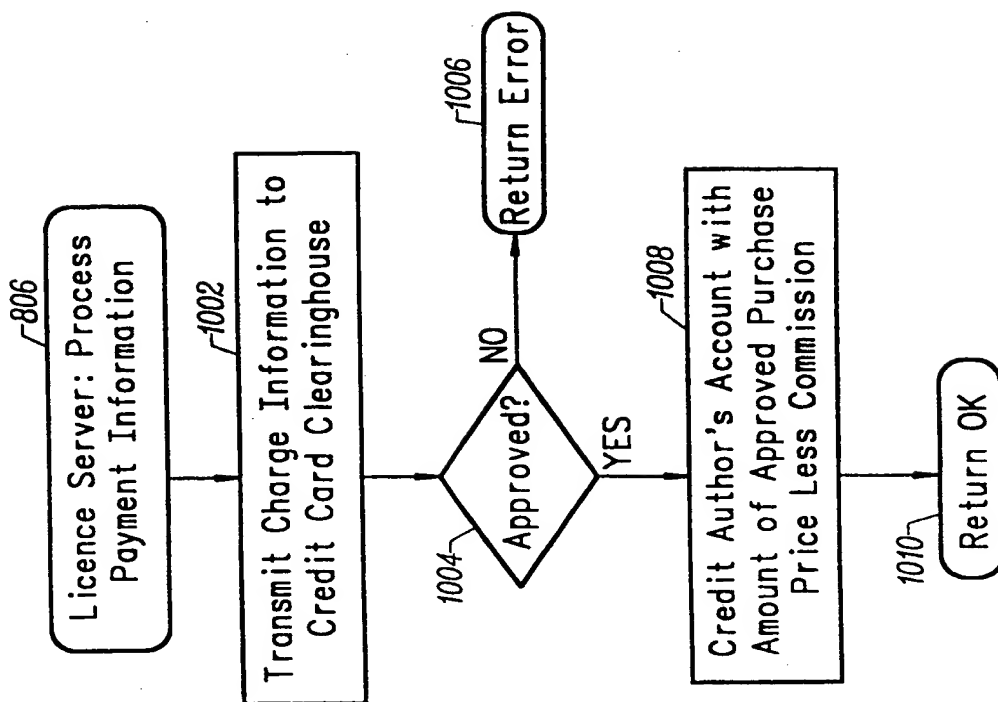 806
Licence Server: Process
Payment Information
1002
Transmit Charge Information to
Credit Card Clearinghouse
1004
Approved?
NO
1006
Return Error
YES
1008
Credit Author's Account with
Amount of Approved Purchase
Price Less Commission
1010
Return OK